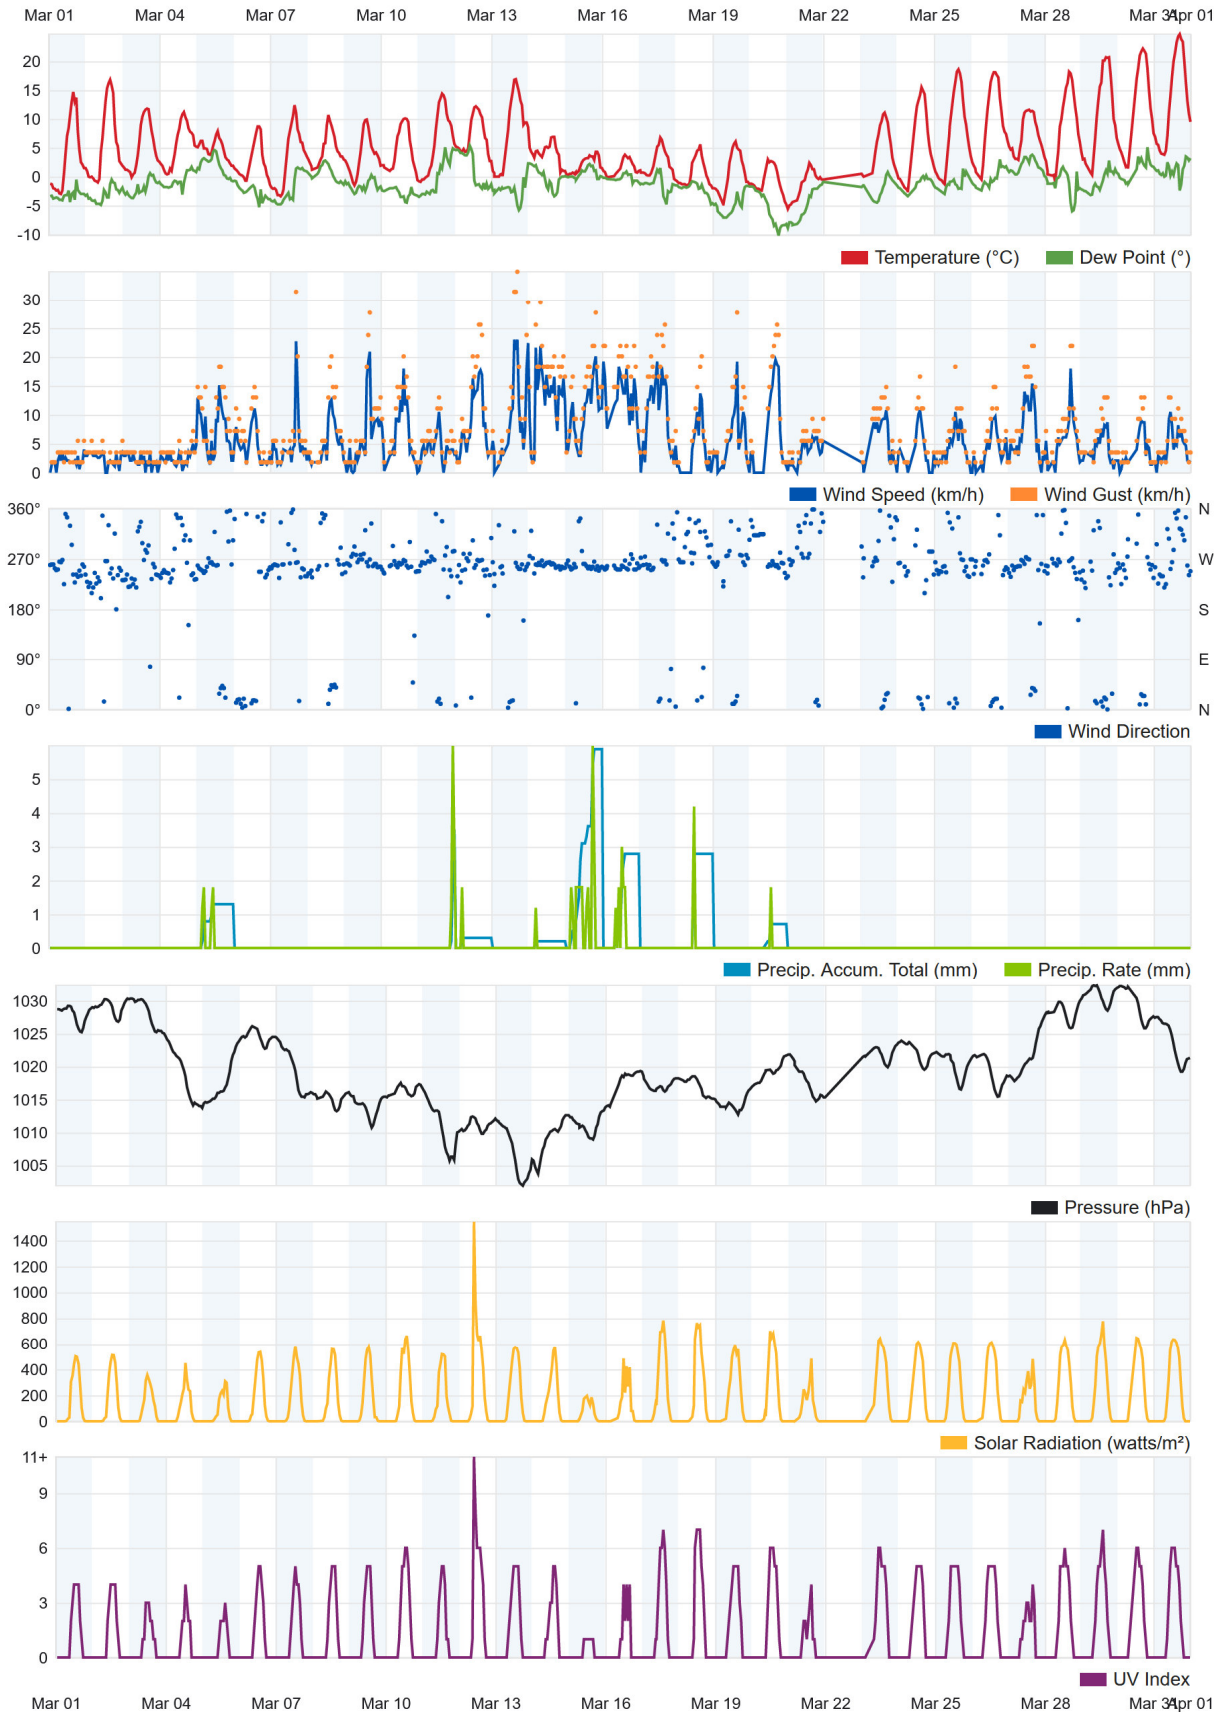 Mar 01 Mar 04 Mar 07 Mar 10 Mar 13 Mar 16 Mar 19 Mar 22 Mar 25 Mar 28 Mar 31 Apr 01
20
15
10
5
0
-5
-10
Temperature (°C) Dew Point (°)
30
25
20
15
10
5
0
Wind Speed (km/h) Wind Gust (km/h)
360° N
270° W
180° S
90° E
0° N
Wind Direction
5
4
3
2
1
0
Precip. Accum. Total (mm) Precip. Rate (mm)
1030
1025
1020
1015
1010
1005
Pressure (hPa)
1400
1200
1000
800
600
400
200
0
Solar Radiation (watts/m²)
11+
9
6
3
0
UV Index
Mar 01 Mar 04 Mar 07 Mar 10 Mar 13 Mar 16 Mar 19 Mar 22 Mar 25 Mar 28 Mar 31 Apr 01